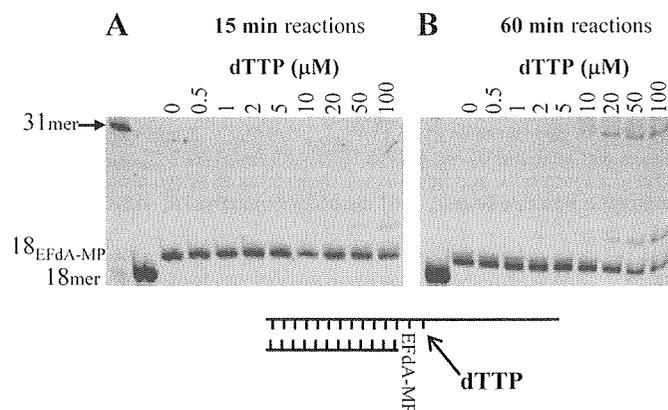 A 15 min reactions
dTTP (µM)
0 0.5 1 2 5 10 20 50 100
B 60 min reactions
dTTP (µM)
0 0.5 1 2 5 10 20 50 100
31mer
18EFdA-MP
18mer
EFdA-MP
dTTP